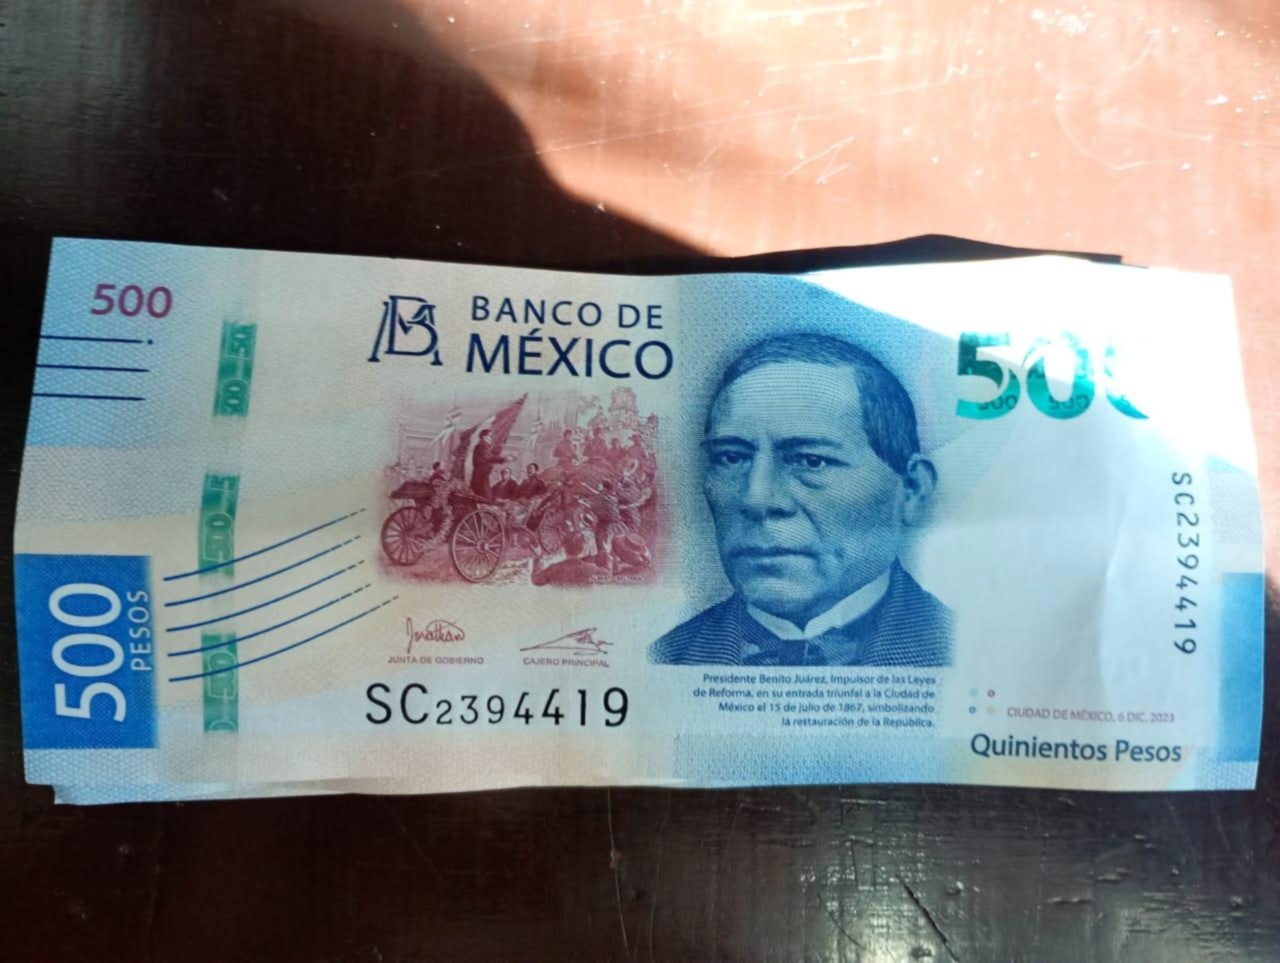 500
BANCO DE
MÉXICO
500
SC2394419
500
PESOS
JUNTA DE GOBIERNO
CAJERO PRINCIPAL
SC2394419
Presidente Benito Juárez, impulsor de las Leyes
de Reforma, en su entrada triunfal a la Ciudad de
México el 15 de julio de 1867, simbolizando
la restauración de la República.
CIUDAD DE MÉXICO, 6 DIC. 2023
Quinientos Pesos